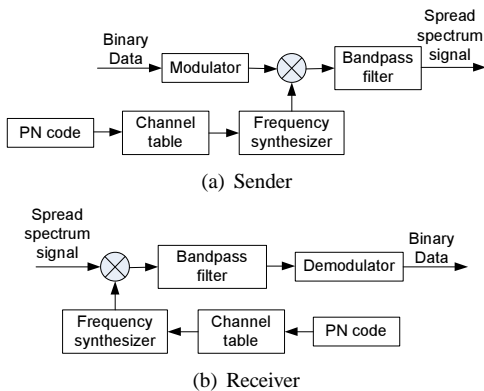 Binary
Data
Modulator
Bandpass
filter
Spread
spectrum
signal
PN code
Channel
table
Frequency
synthesizer
(a) Sender
Spread
spectrum
signal
Bandpass
filter
Demodulator
Binary
Data
Frequency
synthesizer
Channel
table
PN code
(b) Receiver